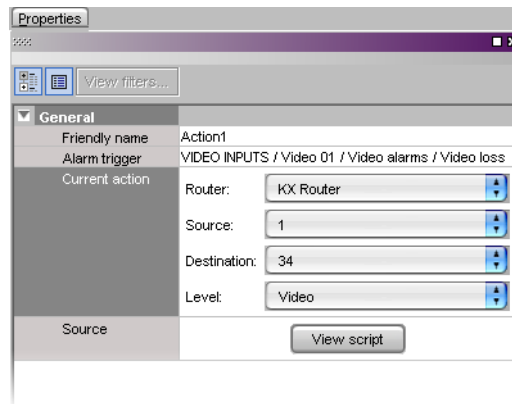 Properties
View filters...
General
Friendly name Action1
Alarm trigger VIDEO INPUTS / Video 01 / Video alarms / Video loss
Current action
Router: KX Router
Source: 1
Destination: 34
Level: Video
Source View script